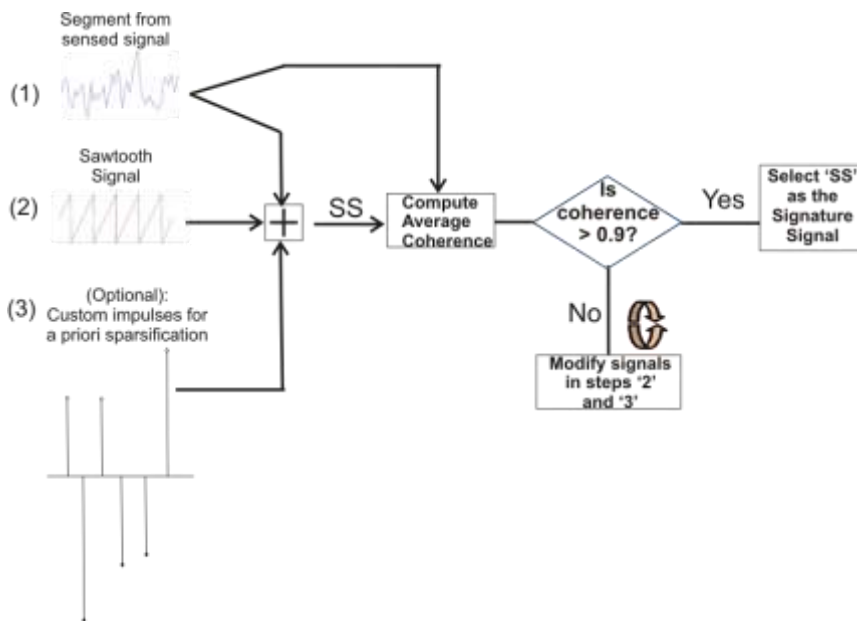 Segment from
sensed signal
(1)
Sawtooth
Signal
(2)
SS
Compute
Average
Coherence
Is
coherence
> 0.9?
Yes
Select 'SS'
as the
Signature
Signal
(3)
(Optional):
Custom impulses for
a priori sparsification
No
Modify signals
in steps '2'
and '3'